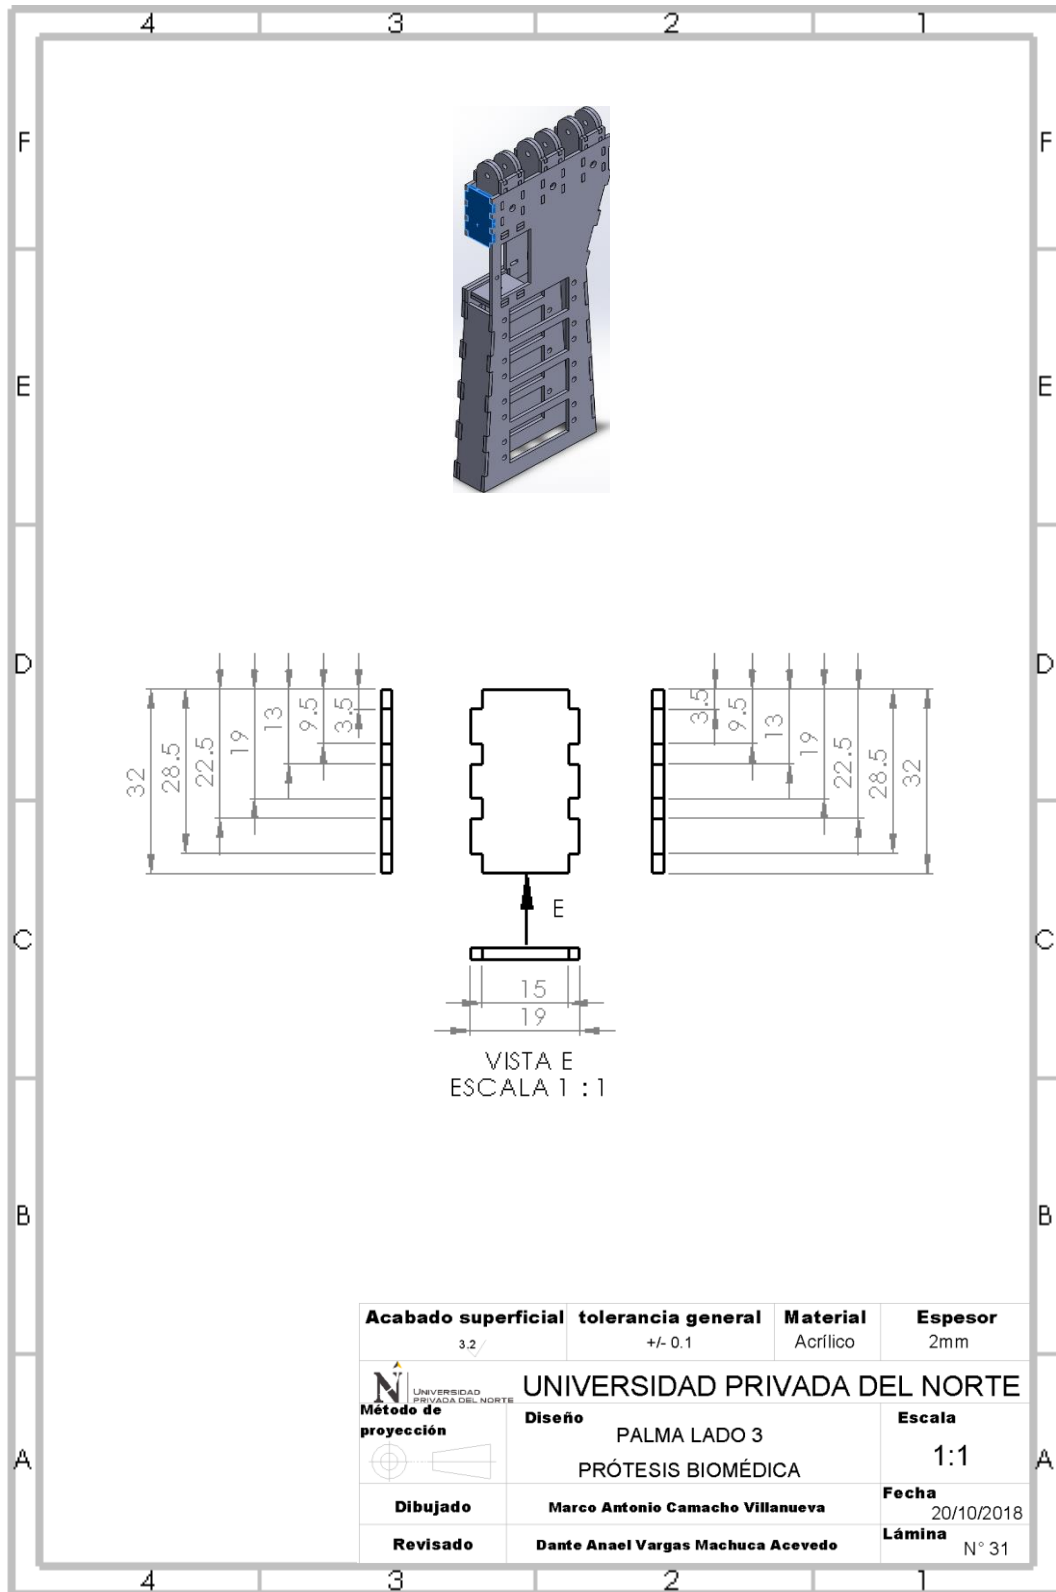 4 3 2 1
F F
E E
D D
32 28.5 22.5 19 13 9.5 3.5
3.5 9.5 13 19 22.5 28.5 32
E
C C
15
19
VISTA E
ESCALA 1 : 1
B B
Acabado superficial tolerancia general Material Espesor
3.2 +/- 0.1 Acrílico 2mm
N UNIVERSIDAD
PRIVADA DEL NORTE
UNIVERSIDAD PRIVADA DEL NORTE
Método de
proyección
Diseño
PALMA LADO 3
PRÓTESIS BIOMÉDICA
Escala
1:1
A A
Dibujado Marco Antonio Camacho Villanueva Fecha
20/10/2018
Revisado Dante Anael Vargas Machuca Acevedo Lámina
N° 31
4 3 2 1